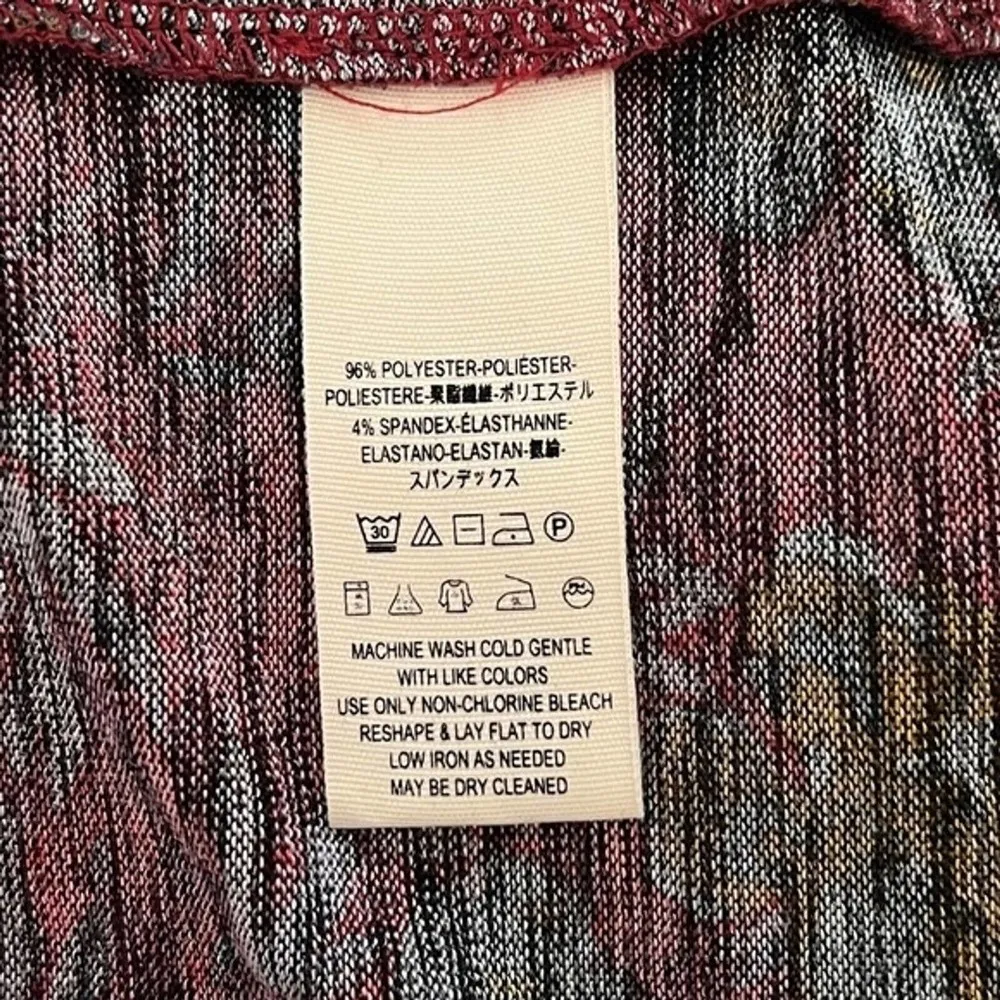 96% POLYESTER-POLIÉSTER-
POLIESTERE-聚脂纖維-ポリエステル
4% SPANDEX-ÉLASTHANNE-
ELASTANO-ELASTAN-氨綸-
スパンデックス
30 P
MACHINE WASH COLD GENTLE
WITH LIKE COLORS
USE ONLY NON-CHLORINE BLEACH
RESHAPE & LAY FLAT TO DRY
LOW IRON AS NEEDED
MAY BE DRY CLEANED